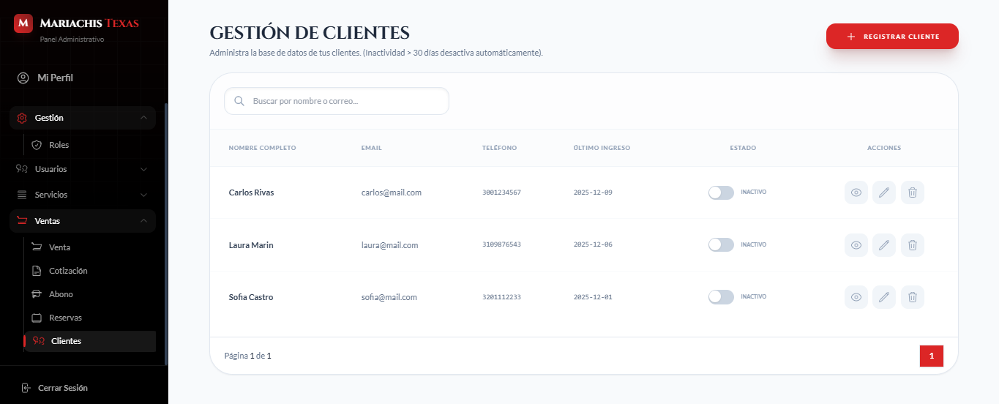 M MARIACHIS TEXAS
Panel Administrativo
Mi Perfil
Gestión
Roles
Usuarios
Servicios
Ventas
Venta
Cotización
Abono
Reservas
Clientes
Cerrar Sesión
GESTIÓN DE CLIENTES
Administra la base de datos de tus clientes. (Inactividad > 30 días desactiva automáticamente).
+ REGISTRAR CLIENTE
Buscar por nombre o correo...
NOMBRE COMPLETO EMAIL TELÉFONO ÚLTIMO INGRESO ESTADO ACCIONES
Carlos Rivas carlos@mail.com 3001234567 2025-12-09 INACTIVO
Laura Marin laura@mail.com 3109876543 2025-12-06 INACTIVO
Sofia Castro sofia@mail.com 3201112233 2025-12-01 INACTIVO
Página 1 de 1
1